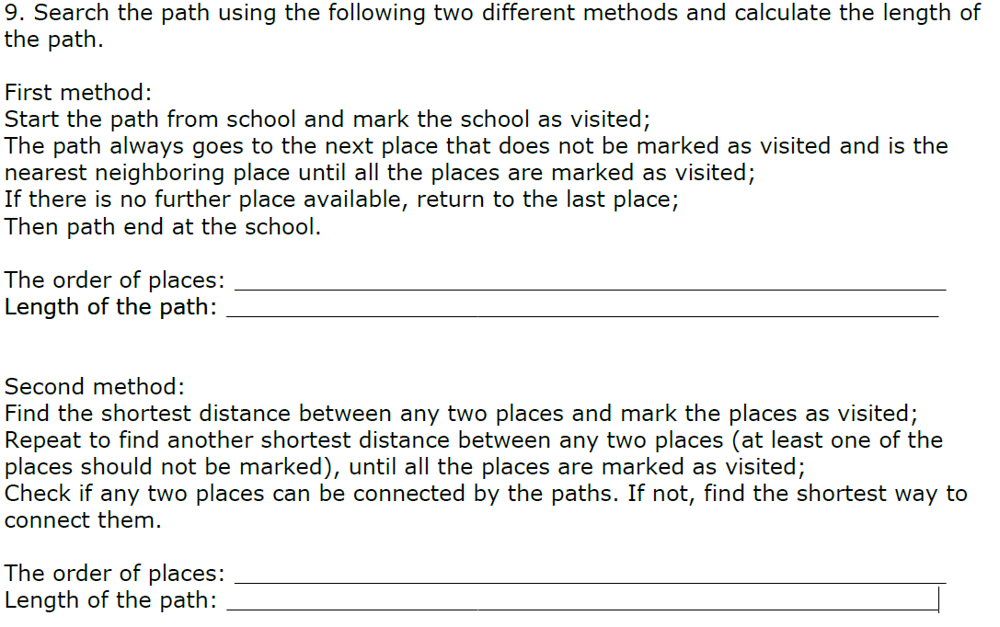 9. Search the path using the following two different methods and calculate the length of
the path.
First method:
Start the path from school and mark the school as visited;
The path always goes to the next place that does not be marked as visited and is the
nearest neighboring place until all the places are marked as visited;
If there is no further place available, return to the last place;
Then path end at the school.
The order of places: ____________________
Length of the path: ____________________
Second method:
Find the shortest distance between any two places and mark the places as visited;
Repeat to find another shortest distance between any two places (at least one of the
places should not be marked), until all the places are marked as visited;
Check if any two places can be connected by the paths. If not, find the shortest way to
connect them.
The order of places: ____________________
Length of the path: ____________________